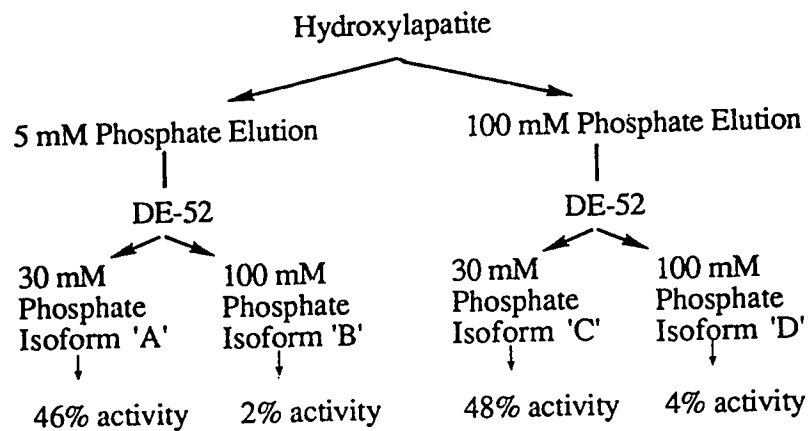 Hydroxylapatite
5 mM Phosphate Elution
100 mM Phosphate Elution
DE-52
DE-52
30 mM
Phosphate
Isoform 'A'
100 mM
Phosphate
Isoform 'B'
30 mM
Phosphate
Isoform 'C'
100 mM
Phosphate
Isoform 'D'
46% activity
2% activity
48% activity
4% activity